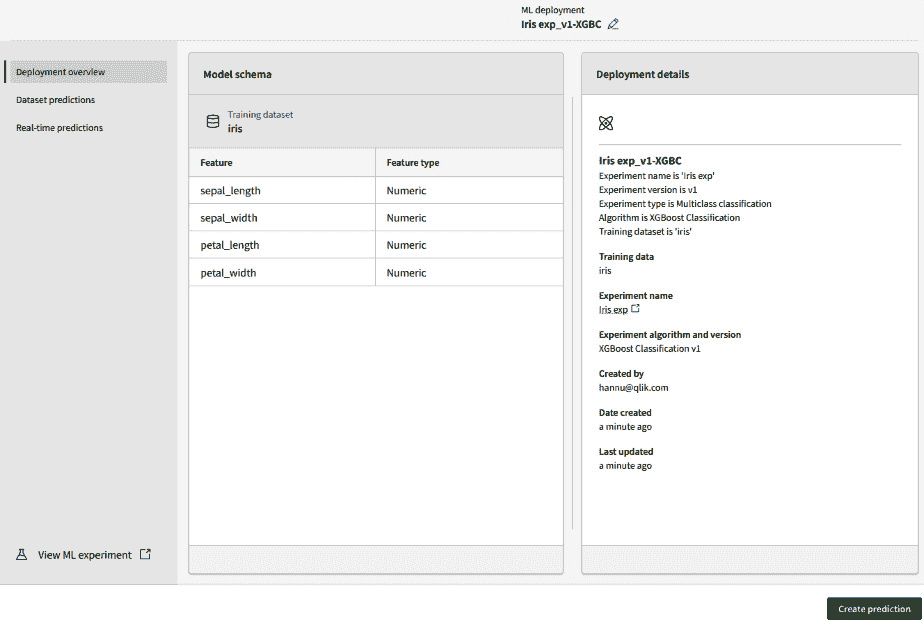 ML deployment
Iris exp_v1-XGBC
Deployment overview
Dataset predictions
Real-time predictions
View ML experiment
Model schema
Training dataset
iris
Feature Feature type
sepal_length Numeric
sepal_width Numeric
petal_length Numeric
petal_width Numeric
Deployment details
Iris exp_v1-XGBC
Experiment name is 'Iris exp'
Experiment version is v1
Experiment type is Multiclass classification
Algorithm is XGBoost Classification
Training dataset is 'iris'
Training data
iris
Experiment name
Iris exp
Experiment algorithm and version
XGBoost Classification v1
Created by
hannu@qlik.com
Date created
a minute ago
Last updated
a minute ago
Create prediction